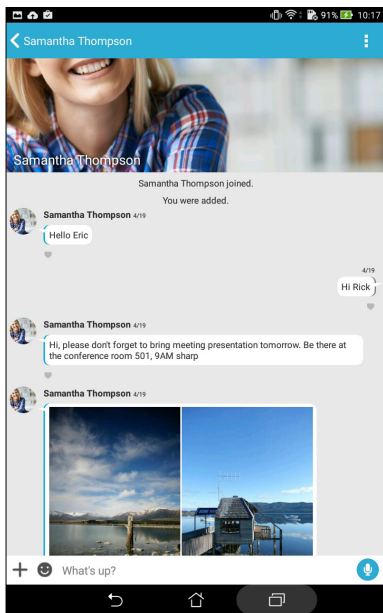 91% 10:17
Samantha Thompson
Samantha Thompson
Samantha Thompson joined.
You were added.
Samantha Thompson 4/19
Hello Eric
4/19
Hi Rick
Samantha Thompson 4/19
Hi, please don't forget to bring meeting presentation tomorrow. Be there at
the conference room 501, 9AM sharp
Samantha Thompson 4/19
What's up?